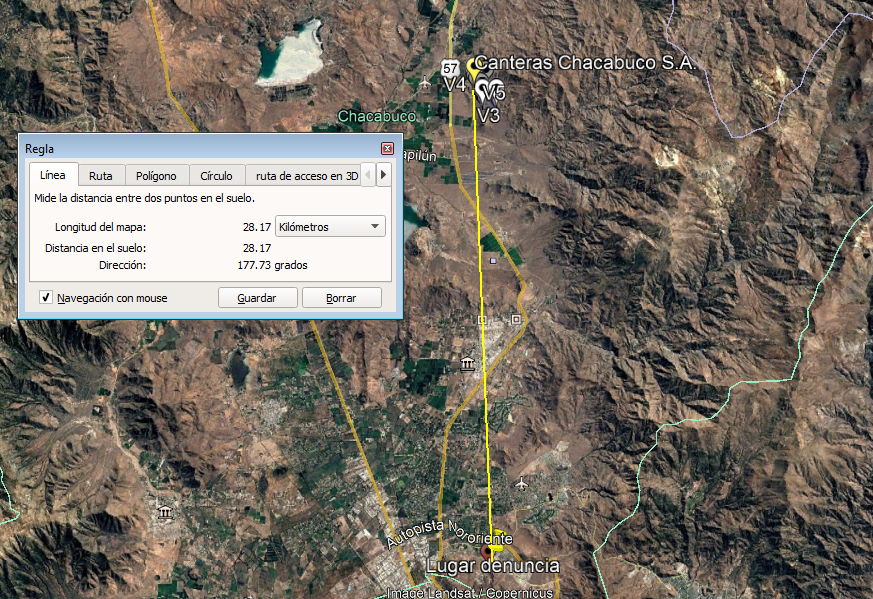 57
Canteras Chacabuco S.A.
V4
V5
V3
Chacabuco
Regla
Línea
Ruta
Polígono
Círculo
ruta de acceso en 3D
Mide la distancia entre dos puntos en el suelo.
Longitud del mapa: 28.17 Kilómetros
Distancia en el suelo: 28.17
Dirección: 177.73 grados
Navegación con mouse
Guardar
Borrar
Autopista Nororiente
Lugar denuncia
Image Landsat / Copernicus